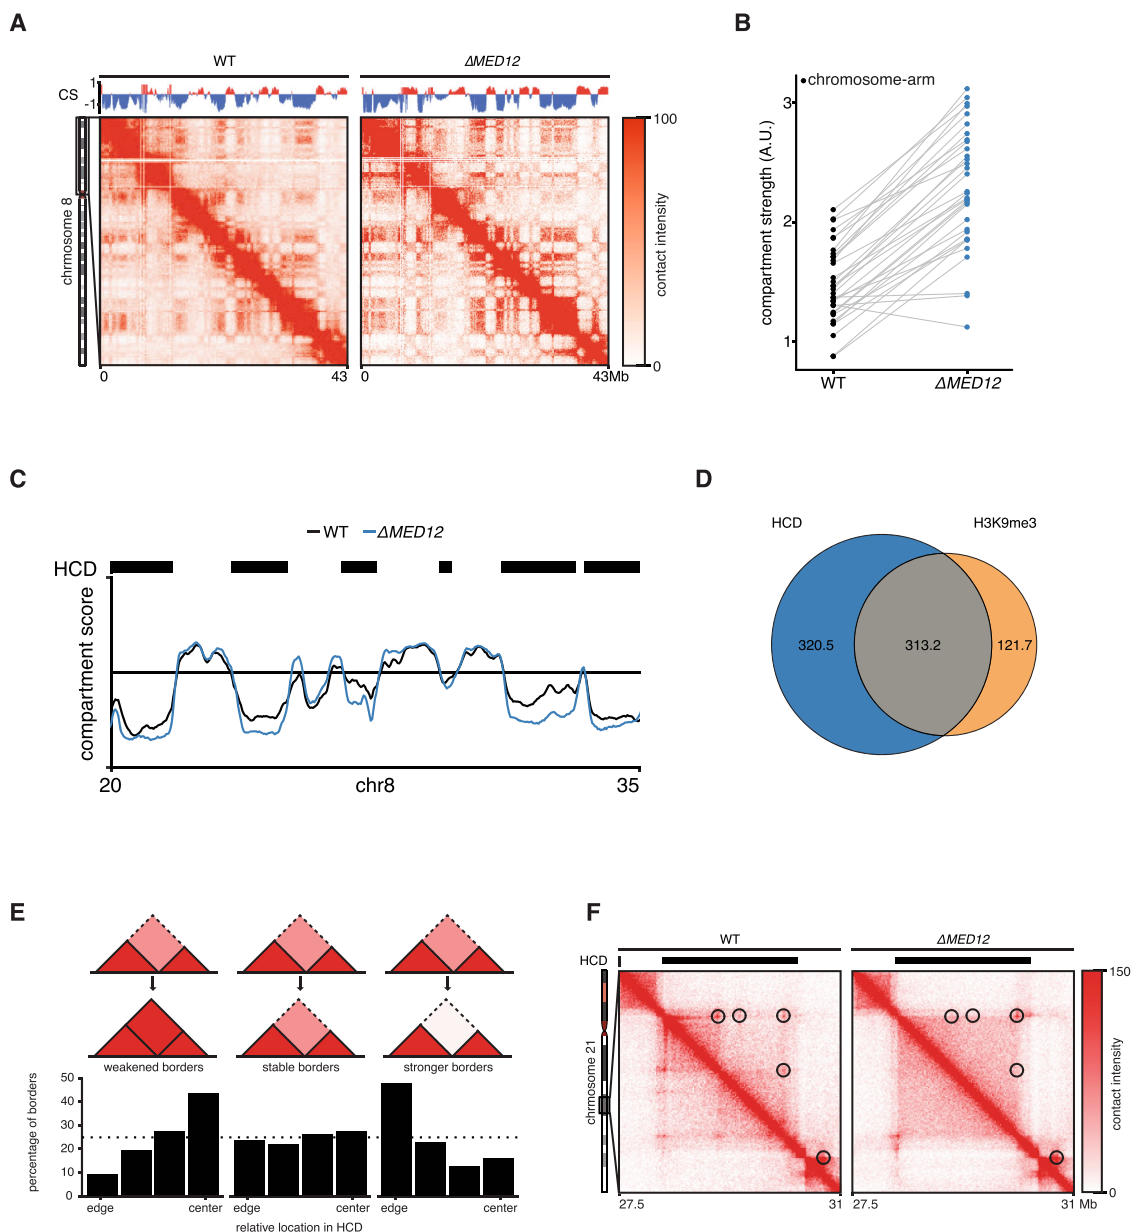 A
WT
ΔMED12
CS
1
-1
chrmosome 8
0
43
0
43Mb
100
0
contact intensity
B
chromosome-arm
compartment strength (A.U.)
3
2
1
WT
ΔMED12
C
WT
ΔMED12
HCD
compartment score
20
chr8
35
D
HCD
H3K9me3
320.5
313.2
121.7
E
weakened borders
stable borders
stronger borders
percentage of borders
50
40
30
20
10
0
edge
center
edge
center
edge
center
relative location in HCD
F
WT
ΔMED12
HCD
chrmosome 21
27.5
31
27.5
31 Mb
150
0
contact intensity